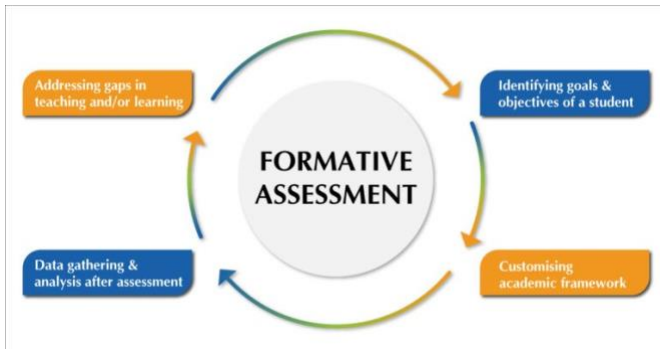 Addressing gaps in
teaching and/or learning
Identifying goals &
objectives of a student
FORMATIVE
ASSESSMENT
Data gathering &
analysis after assessment
Customising
academic framework